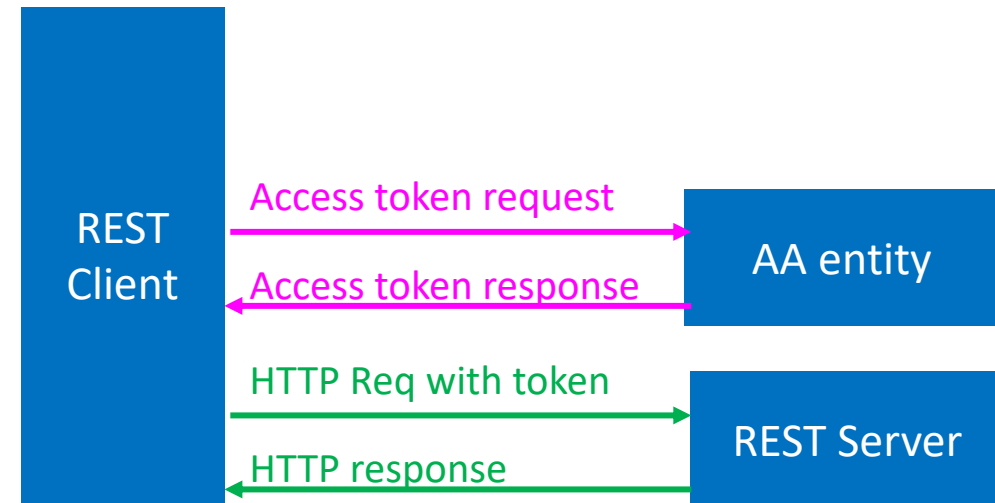 Access token request
REST
Client
AA entity
Access token response
HTTP Req with token
REST Server
HTTP response